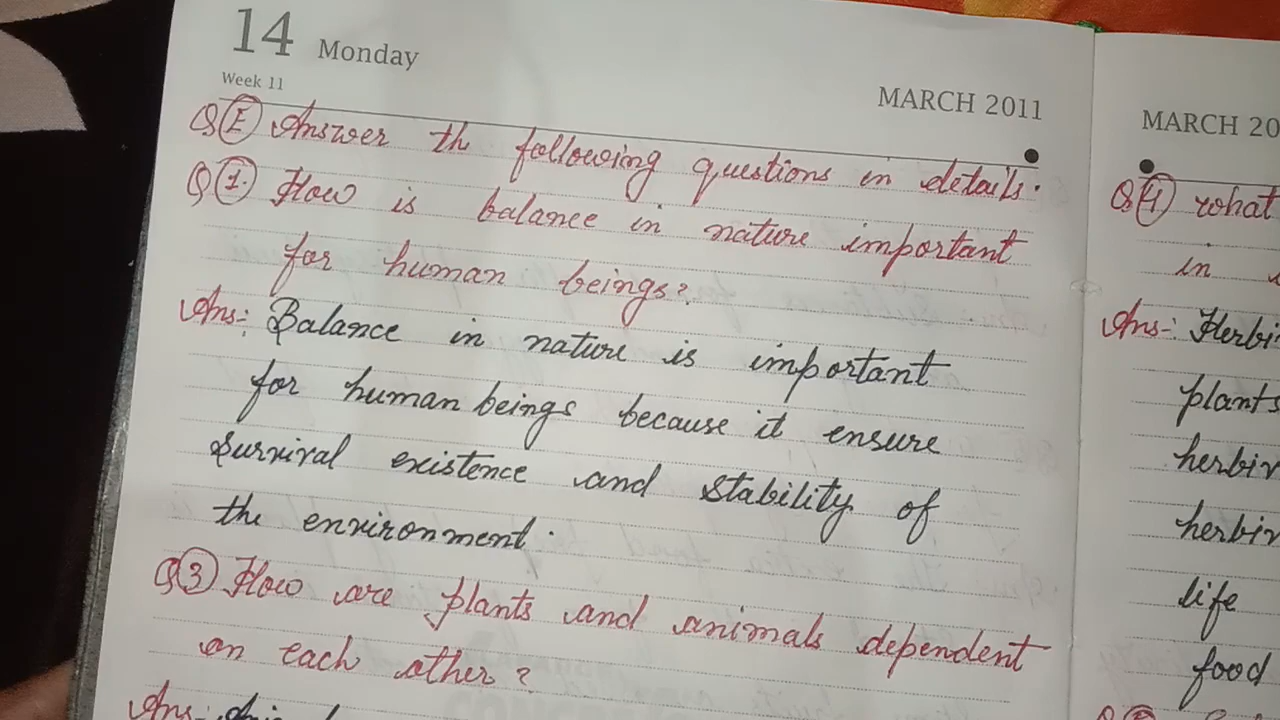 14 Monday
Week 11
MARCH 2011
Q(I) Answer th following questions in details.
Q(1.) How is balance in nature important
for human beings?
Ans:- Balance in nature is important
for human beings because it ensure
Survival existence and stability of
the environment.
Q(3) How are plants and animals dependent
on each other?
Ans:-
MARCH 20
Q(4) what
in
Ans:- Herbi
plants
herbiv
herbiv
life
food